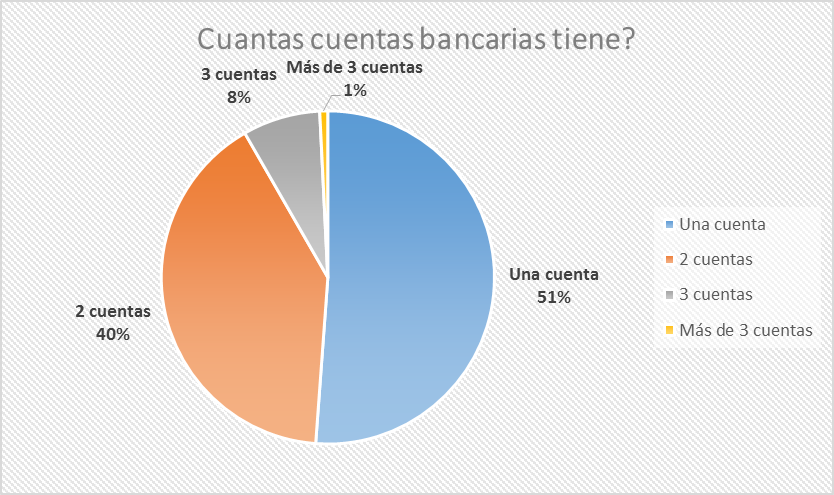 Cuantas cuentas bancarias tiene?
Más de 3 cuentas
1%
3 cuentas
8%
Una cuenta
51%
2 cuentas
40%
Una cuenta
2 cuentas
3 cuentas
Más de 3 cuentas